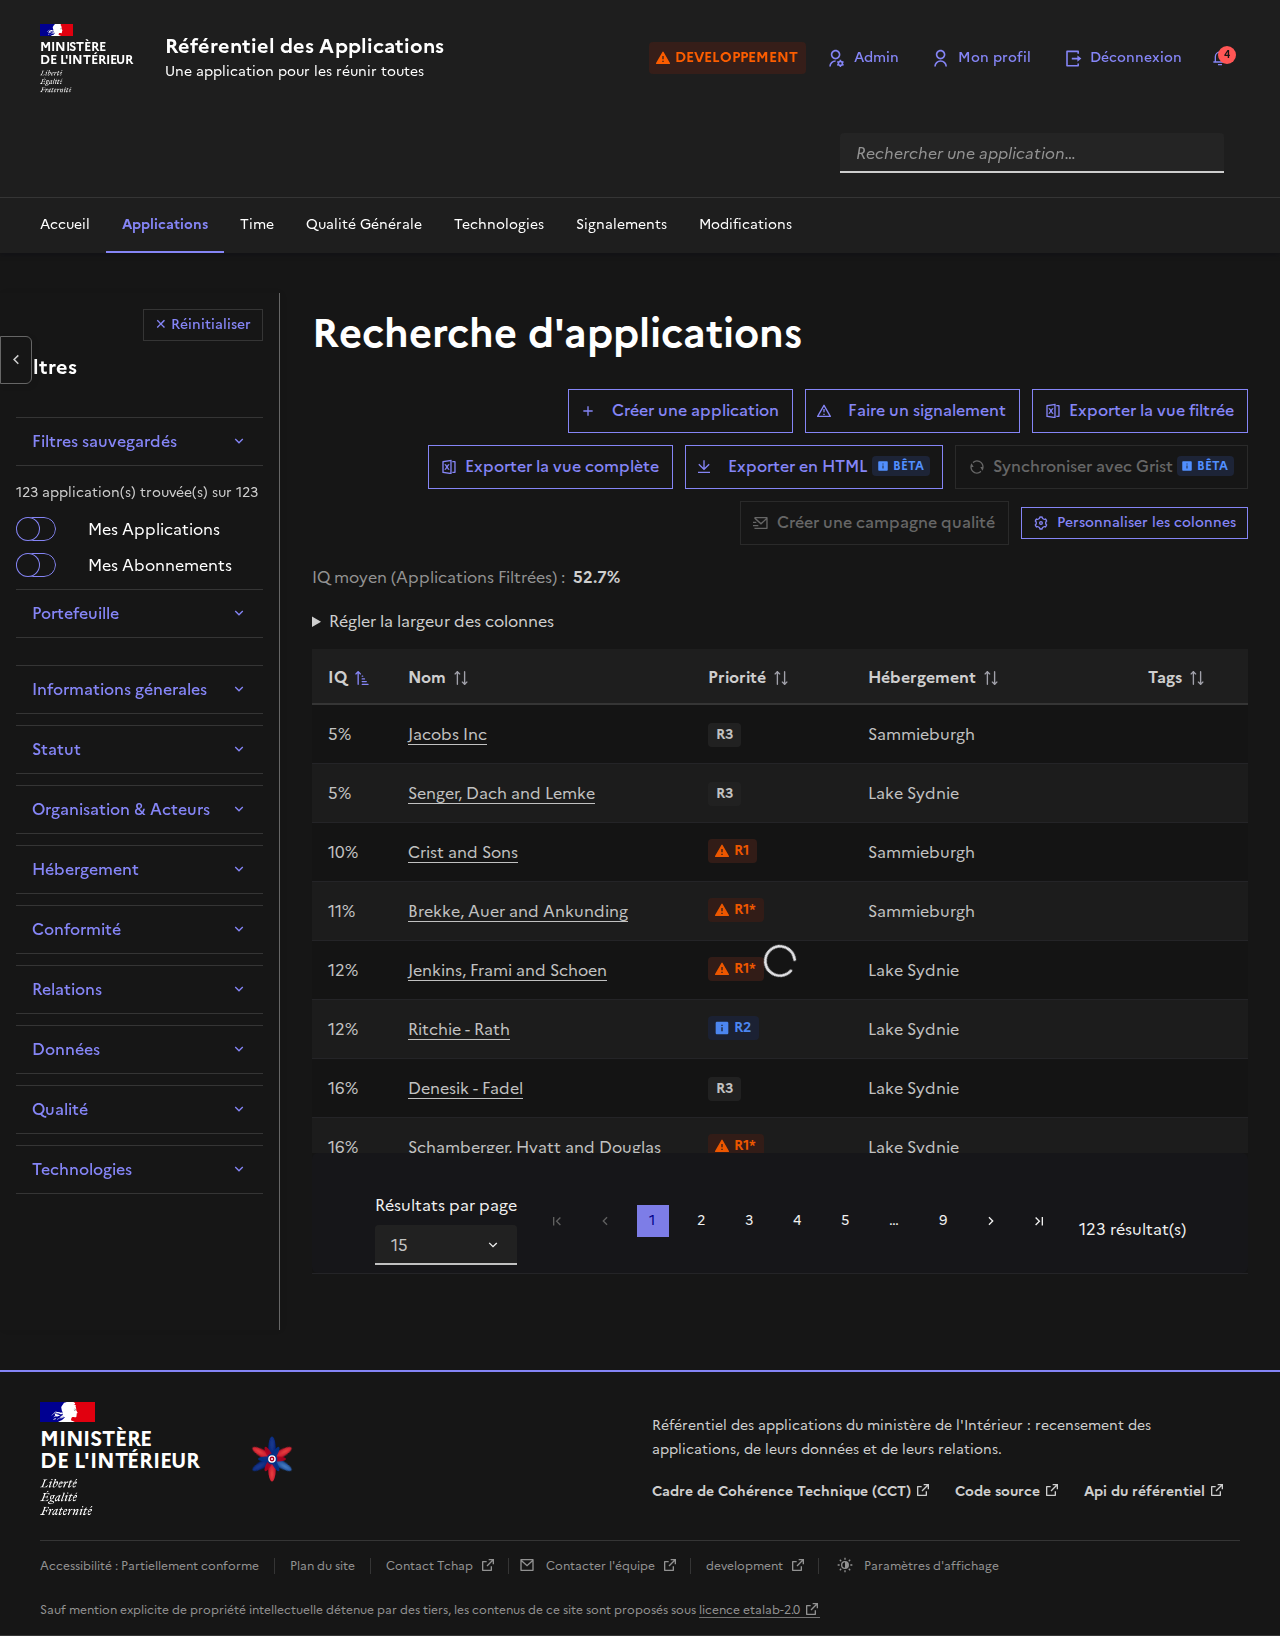 MINISTÈRE
DE L'INTÉRIEUR
Liberté
Égalité
Fraternité
Référentiel des Applications
Une application pour les réunir toutes
DEVELOPPEMENT
Admin
Mon profil
Déconnexion
4
Rechercher une application...
Accueil
Applications
Time
Qualité Générale
Technologies
Signalements
Modifications
Réinitialiser
ltres
Filtres sauvegardés
123 application(s) trouvée(s) sur 123
Mes Applications
Mes Abonnements
Portefeuille
Informations génerales
Statut
Organisation & Acteurs
Hébergement
Conformité
Relations
Données
Qualité
Technologies
Recherche d'applications
Créer une application
Faire un signalement
Exporter la vue filtrée
Exporter la vue complète
Exporter en HTML BÊTA
Synchroniser avec Grist BÊTA
Créer une campagne qualité
Personnaliser les colonnes
IQ moyen (Applications Filtrées) : 52.7%
Régler la largeur des colonnes
IQ Nom Priorité Hébergement Tags
5% Jacobs Inc R3 Sammieburgh
5% Senger, Dach and Lemke R3 Lake Sydnie
10% Crist and Sons R1 Sammieburgh
11% Brekke, Auer and Ankunding R1* Sammieburgh
12% Jenkins, Frami and Schoen R1* Lake Sydnie
12% Ritchie - Rath R2 Lake Sydnie
16% Denesik - Fadel R3 Lake Sydnie
16% Schamberger, Hyatt and Douglas R1* Lake Sydnie
Résultats par page
15
1 2 3 4 5 … 9
123 résultat(s)
MINISTÈRE
DE L'INTÉRIEUR
Liberté
Égalité
Fraternité
Référentiel des applications du ministère de l'Intérieur : recensement des
applications, de leurs données et de leurs relations.
Cadre de Cohérence Technique (CCT)
Code source
Api du référentiel
Accessibilité : Partiellement conforme
Plan du site
Contact Tchap
Contacter l'équipe
development
Paramètres d'affichage
Sauf mention explicite de propriété intellectuelle détenue par des tiers, les contenus de ce site sont proposés sous licence etalab-2.0